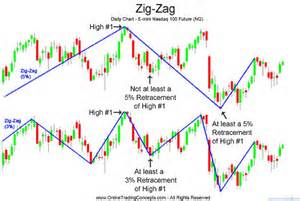 Zig-Zag
Daily Chart - E-mini Nasdaq 100 Future (NQ)
High #1
Zig-Zag
(5%)
Not at least a
5% Retracement
of High #1
High #1
At least a 5%
Retracement
of High #1
Zig-Zag
(3%)
At least a
3% Retracement
of High #1
www.OnlineTradingConcepts.com - All Rights Reserved